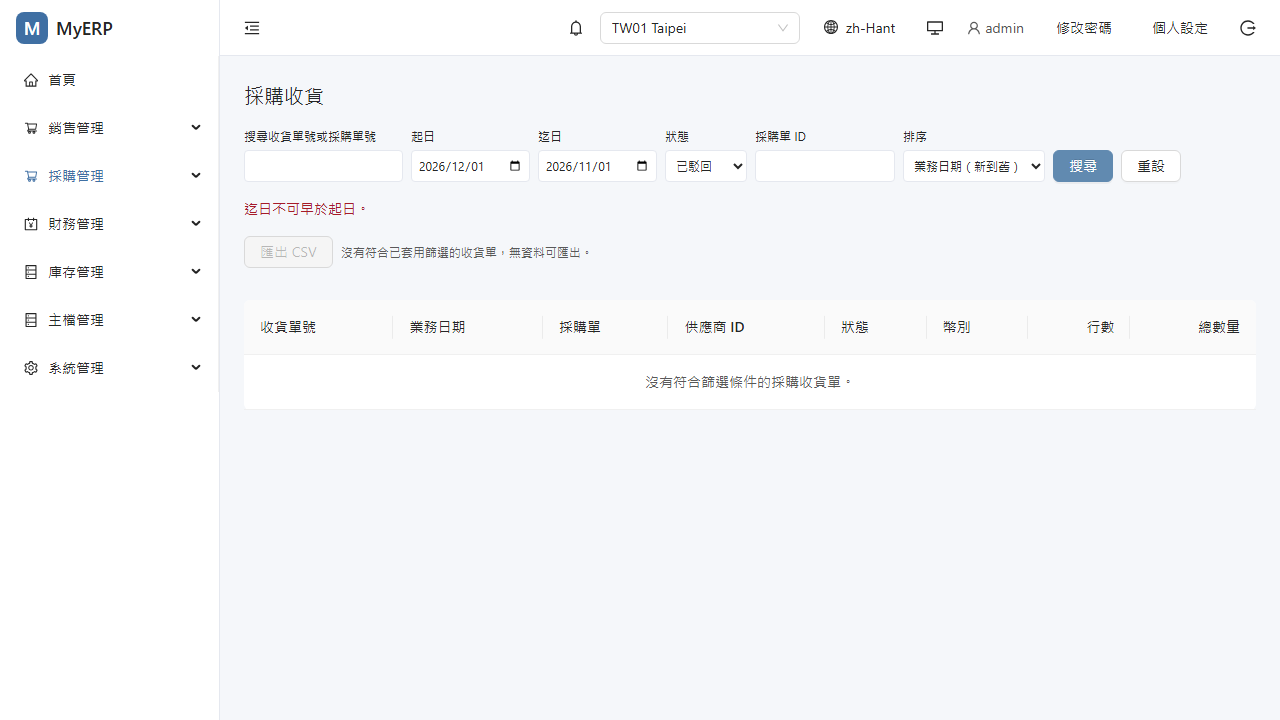 M MyERP
TW01 Taipei
zh-Hant
admin
修改密碼
個人設定
首頁
銷售管理
採購管理
財務管理
庫存管理
主檔管理
系統管理
採購收貨
搜尋收貨單號或採購單號
起日
迄日
狀態
採購單 ID
排序
2026/12/01
2026/11/01
已駁回
業務日期（新到舊）
搜尋
重設
迄日不可早於起日。
匯出 CSV
沒有符合已套用篩選的收貨單，無資料可匯出。
收貨單號 業務日期 採購單 供應商 ID 狀態 幣別 行數 總數量
沒有符合篩選條件的採購收貨單。